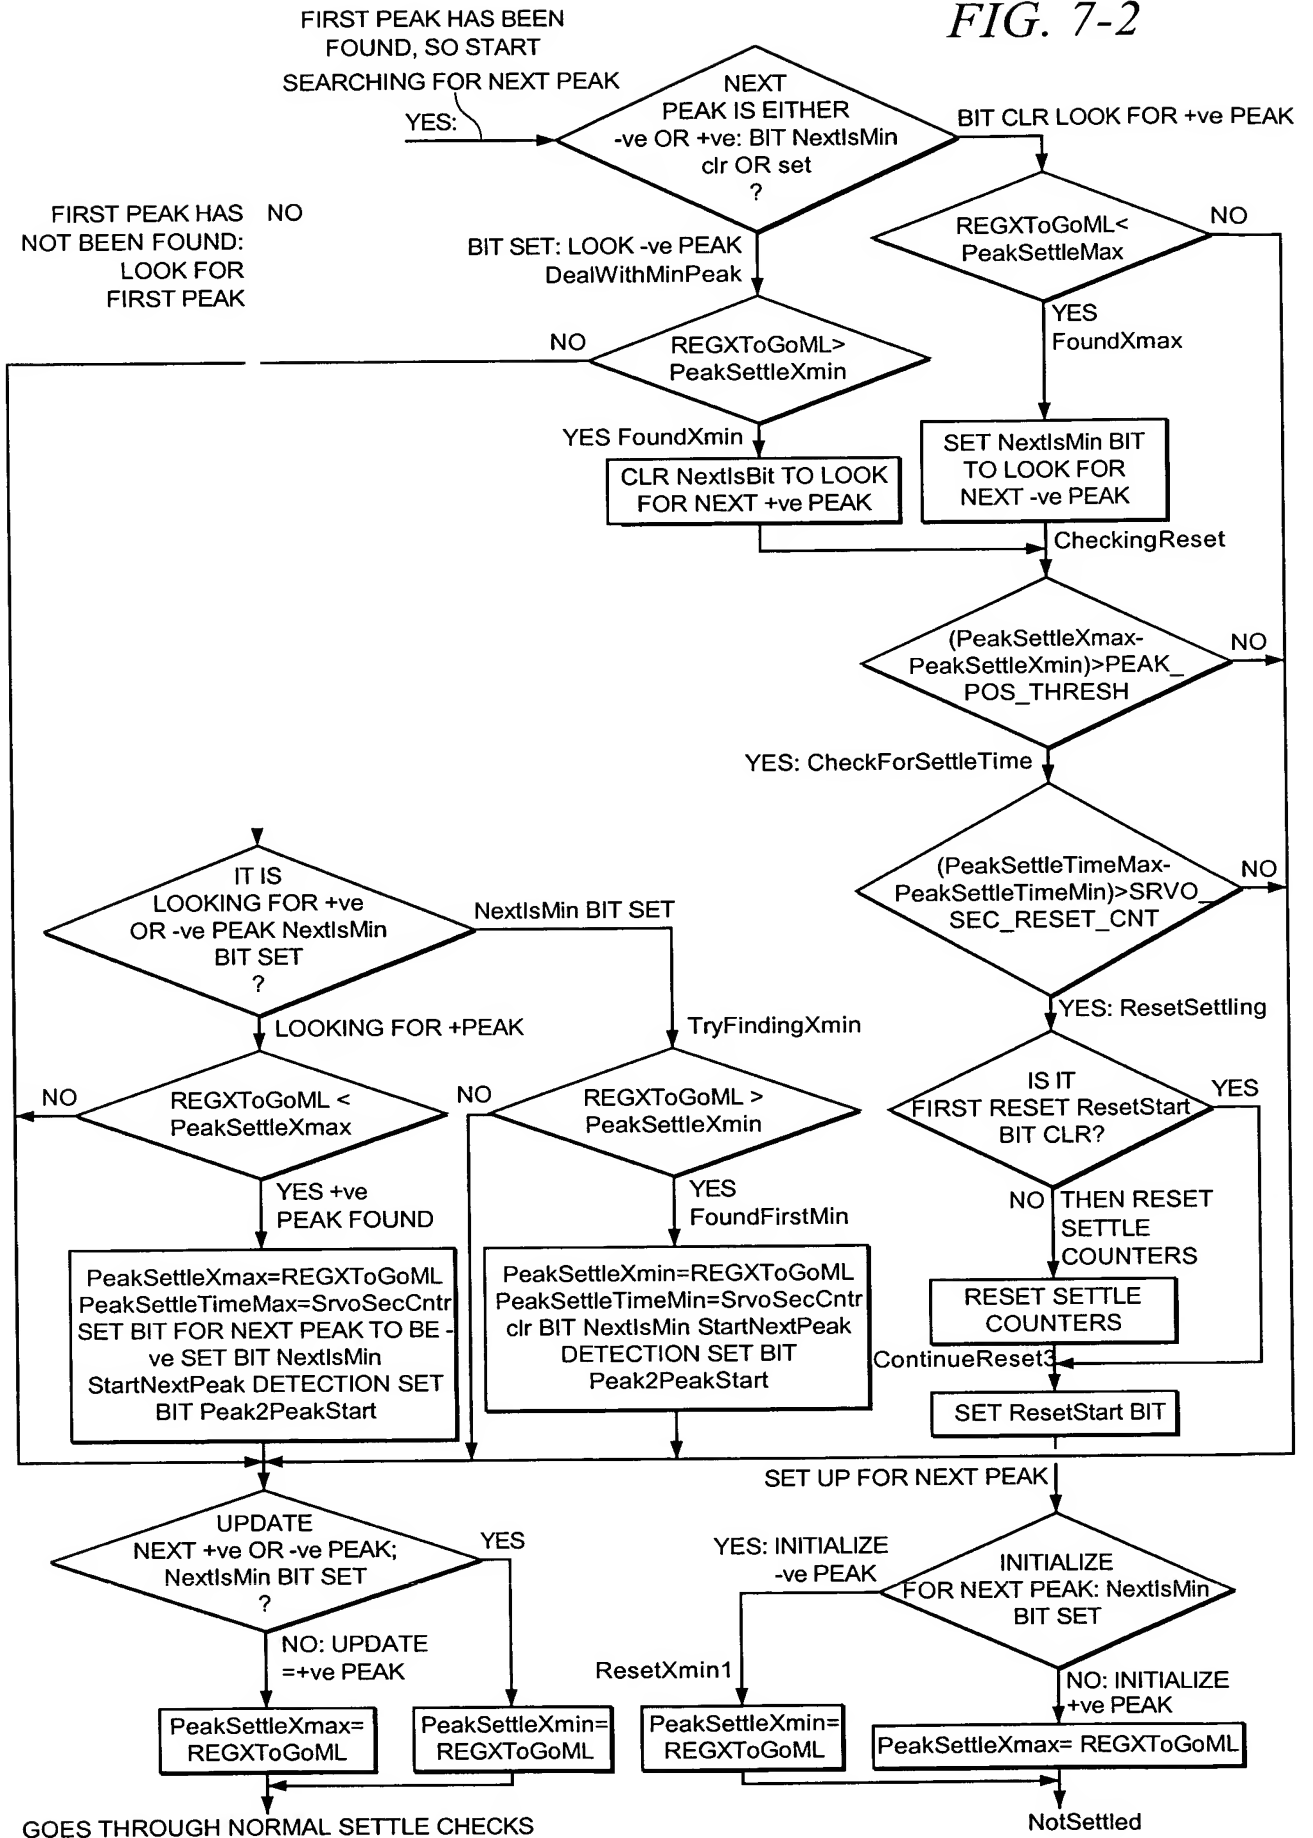 FIG. 7-2
FIRST PEAK HAS BEEN
FOUND, SO START
SEARCHING FOR NEXT PEAK
YES:
NEXT
PEAK IS EITHER
-ve OR +ve: BIT NextIsMin
clr OR set
?
BIT CLR LOOK FOR +ve PEAK
FIRST PEAK HAS
NOT BEEN FOUND:
LOOK FOR
FIRST PEAK
NO
BIT SET: LOOK -ve PEAK
DealWithMinPeak
REGXToGoML<
PeakSettleMax
NO
YES
FoundXmax
NO
REGXToGoML>
PeakSettleXmin
YES FoundXmin
CLR NextIsBit TO LOOK
FOR NEXT +ve PEAK
SET NextIsMin BIT
TO LOOK FOR
NEXT -ve PEAK
CheckingReset
(PeakSettleXmax-
PeakSettleXmin)>PEAK_
POS_THRESH
NO
YES: CheckForSettleTime
(PeakSettleTimeMax-
PeakSettleTimeMin)>SRVO_
SEC_RESET_CNT
NO
YES: ResetSettling
IT IS
LOOKING FOR +ve
OR -ve PEAK NextIsMin
BIT SET
?
NextIsMin BIT SET
LOOKING FOR +PEAK
TryFindingXmin
NO
REGXToGoML <
PeakSettleXmax
NO
REGXToGoML >
PeakSettleXmin
IS IT
FIRST RESET ResetStart
BIT CLR?
YES
YES +ve
PEAK FOUND
YES
FoundFirstMin
NO
THEN RESET
SETTLE
COUNTERS
PeakSettleXmax=REGXToGoML
PeakSettleTimeMax=SrvoSecCntr
SET BIT FOR NEXT PEAK TO BE -
ve SET BIT NextIsMin
StartNextPeak DETECTION SET
BIT Peak2PeakStart
PeakSettleXmin=REGXToGoML
PeakSettleTimeMin=SrvoSecCntr
clr BIT NextIsMin StartNextPeak
DETECTION SET BIT
Peak2PeakStart
RESET SETTLE
COUNTERS
ContinueReset3
SET ResetStart BIT
SET UP FOR NEXT PEAK
UPDATE
NEXT +ve OR -ve PEAK;
NextIsMin BIT SET
?
YES
YES: INITIALIZE
-ve PEAK
INITIALIZE
FOR NEXT PEAK: NextIsMin
BIT SET
NO: UPDATE
=+ve PEAK
ResetXmin1
NO: INITIALIZE
+ve PEAK
PeakSettleXmax=
REGXToGoML
PeakSettleXmin=
REGXToGoML
PeakSettleXmin=
REGXToGoML
PeakSettleXmax= REGXToGoML
GOES THROUGH NORMAL SETTLE CHECKS
NotSettled